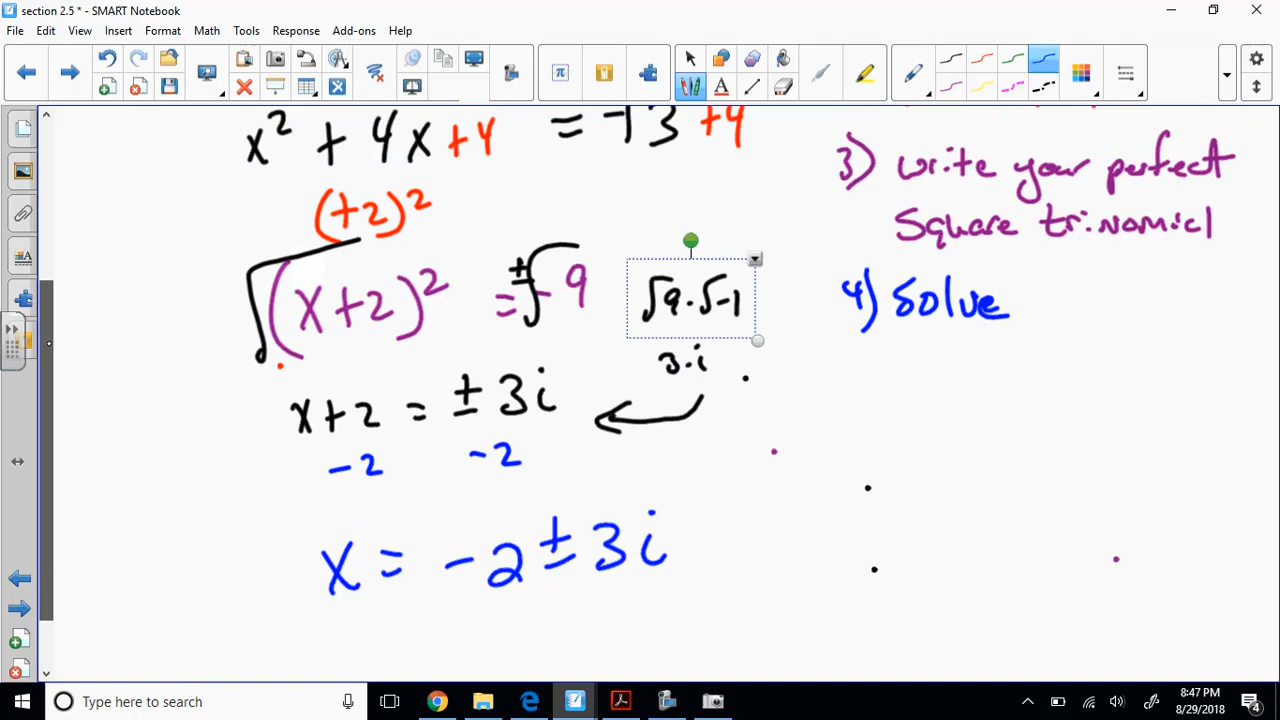 section 2.5 * - SMART Notebook
File Edit View Insert Format Math Tools Response Add-ons Help
x² + 4x +4 = -13 +4
(+2)²
√(x+2)² = ±√-9
√9·√-1
3·i
x+2 = ±3i
-2 -2
x = -2 ± 3i
3) write your perfect
Square trinomial
4) Solve
Type here to search
8:47 PM
8/29/2018
4